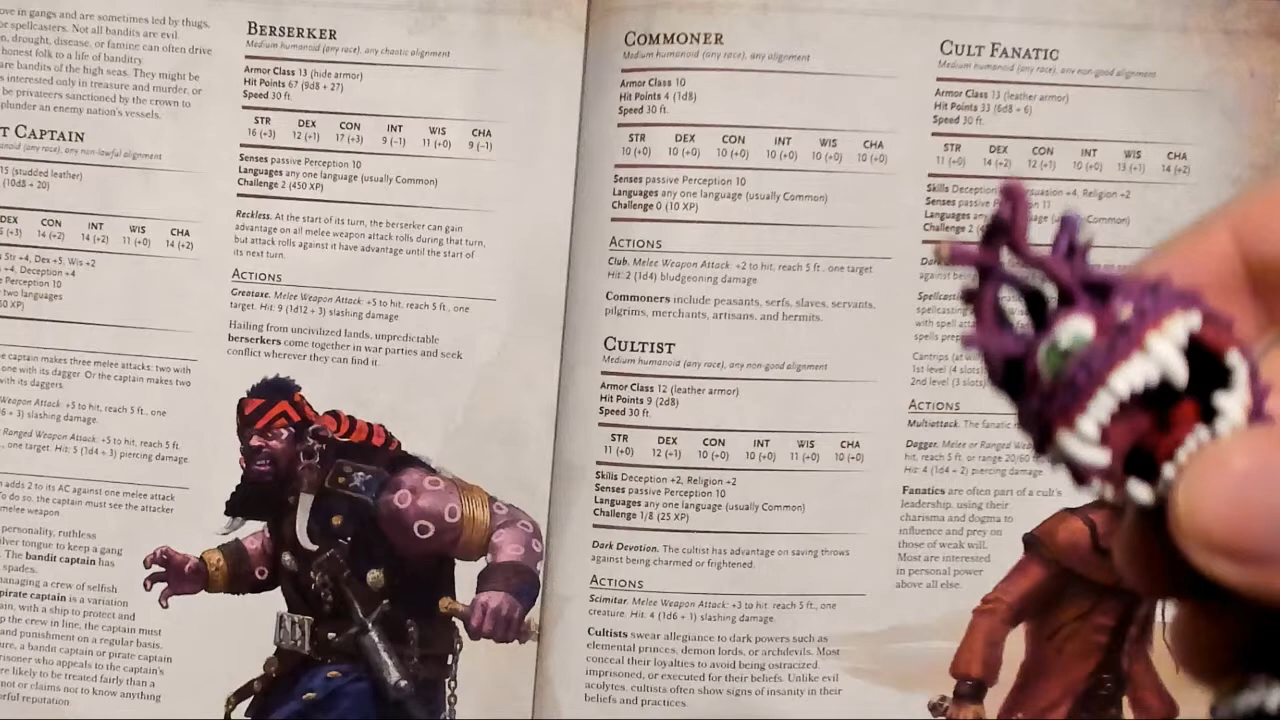 ove in gangs and are sometimes led by thugs,
or spellcasters. Not all bandits are evil.
n, drought, disease, or famine can often drive
honest folk to a life of banditry.
are bandits of the high seas. They might be
s interested only in treasure and murder, or
be privateers sanctioned by the crown to
plunder an enemy nation's vessels.
T CAPTAIN
anoid (any race), any non-lawful alignment
15 (studded leather)
(10d8 + 20)
DEX CON INT WIS CHA
(+3) 14 (+2) 14 (+2) 11 (+0) 14 (+2)
s Str +4, Dex +5, Wis +2
+4, Deception +4
e Perception 10
two languages
XP)
e captain makes three melee attacks: two with
one with its dagger. Or the captain makes two
with its daggers.
Weapon Attack: +5 to hit, reach 5 ft., one
6 + 3) slashing damage.
Ranged Weapon Attack: +5 to hit, reach 5 ft.
, one target. Hit: 5 (1d4 + 3) piercing damage.
n adds 2 to its AC against one melee attack
To do so, the captain must see the attacker
melee weapon.
personality, ruthless
ilver tongue to keep a gang
The bandit captain has
spades.
managing a crew of selfish
pirate captain is a variation
ain, with a ship to protect and
p the crew in line, the captain must
and punishment on a regular basis.
ure, a bandit captain or pirate captain
risoner who appeals to the captain's
re likely to be treated fairly than a
not or claims not to know anything
orful reputation.
BERSERKER
Medium humanoid (any race), any chaotic alignment
Armor Class 13 (hide armor)
Hit Points 67 (9d8 + 27)
Speed 30 ft.
STR DEX CON INT WIS CHA
16 (+3) 12 (+1) 17 (+3) 9 (−1) 11 (+0) 9 (−1)
Senses passive Perception 10
Languages any one language (usually Common)
Challenge 2 (450 XP)
Reckless. At the start of its turn, the berserker can gain
advantage on all melee weapon attack rolls during that turn,
but attack rolls against it have advantage until the start of
its next turn.
ACTIONS
Greataxe. Melee Weapon Attack: +5 to hit, reach 5 ft., one
target. Hit: 9 (1d12 + 3) slashing damage.
Hailing from uncivilized lands, unpredictable
berserkers come together in war parties and seek
conflict wherever they can find it.
COMMONER
Medium humanoid (any race), any alignment
Armor Class 10
Hit Points 4 (1d8)
Speed 30 ft.
STR DEX CON INT WIS CHA
10 (+0) 10 (+0) 10 (+0) 10 (+0) 10 (+0) 10 (+0)
Senses passive Perception 10
Languages any one language (usually Common)
Challenge 0 (10 XP)
ACTIONS
Club. Melee Weapon Attack: +2 to hit, reach 5 ft., one target.
Hit: 2 (1d4) bludgeoning damage.
Commoners include peasants, serfs, slaves, servants,
pilgrims, merchants, artisans, and hermits.
CULTIST
Medium humanoid (any race), any non-good alignment
Armor Class 12 (leather armor)
Hit Points 9 (2d8)
Speed 30 ft.
STR DEX CON INT WIS CHA
11 (+0) 12 (+1) 10 (+0) 10 (+0) 11 (+0) 10 (+0)
Skills Deception +2, Religion +2
Senses passive Perception 10
Languages any one language (usually Common)
Challenge 1/8 (25 XP)
Dark Devotion. The cultist has advantage on saving throws
against being charmed or frightened.
ACTIONS
Scimitar. Melee Weapon Attack: +3 to hit, reach 5 ft., one
creature. Hit: 4 (1d6 + 1) slashing damage.
Cultists swear allegiance to dark powers such as
elemental princes, demon lords, or archdevils. Most
conceal their loyalties to avoid being ostracized,
imprisoned, or executed for their beliefs. Unlike evil
acolytes, cultists often show signs of insanity in their
beliefs and practices.
CULT FANATIC
Medium humanoid (any race), any non-good alignment
Armor Class 13 (leather armor)
Hit Points 33 (6d8 + 6)
Speed 30 ft.
STR DEX CON INT WIS CHA
11 (+0) 14 (+2) 12 (+1) 10 (+0) 13 (+1) 14 (+2)
Skills Deception suasion +4, Religion +2
Senses passive P 11
Languages any Common)
Challenge 2
Dark
against being
Spellcasting
spellcasting
with spell atta
spells prep
Cantrips (at wi
1st level (4 slots)
2nd level (3 slots)
ACTIONS
Multiattack. The fanatic
Dagger. Melee or Ranged Wea
hit, reach 5 ft. or range 20/60
Hit: 4 (1d4 + 2) piercing damage.
Fanatics are often part of a cult's
leadership, using their
charisma and dogma to
influence and prey on
those of weak will.
Most are interested
in personal power
above all else.